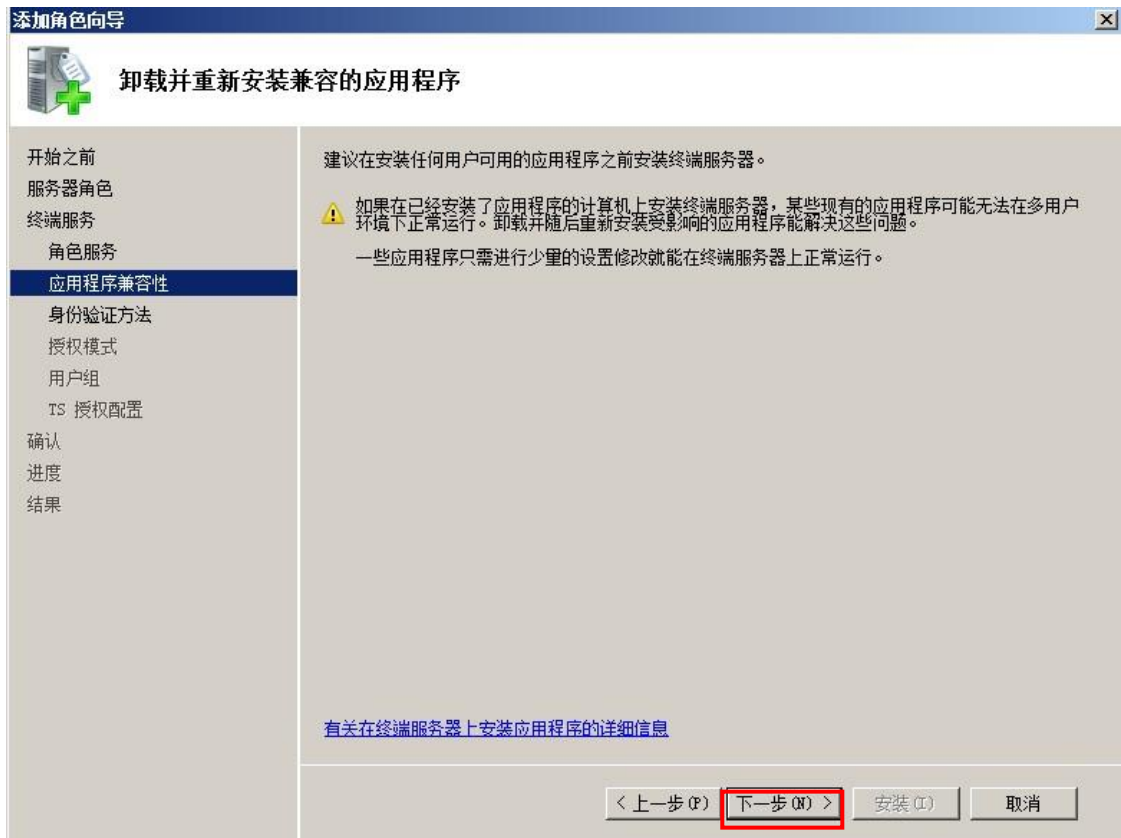 添加角色向导
卸载并重新安装兼容的应用程序
开始之前
服务器角色
终端服务
角色服务
应用程序兼容性
身份验证方法
授权模式
用户组
TS 授权配置
确认
进度
结果
建议在安装任何用户可用的应用程序之前安装终端服务器。
如果在已经安装了应用程序的计算机上安装终端服务器，某些现有的应用程序可能无法在多用户
环境下正常运行。卸载并随后重新安装受影响的应用程序能解决这些问题。
一些应用程序只需进行少量的设置修改就能在终端服务器上正常运行。
有关在终端服务器上安装应用程序的详细信息
< 上一步(P) 下一步(N) > 安装(I) 取消